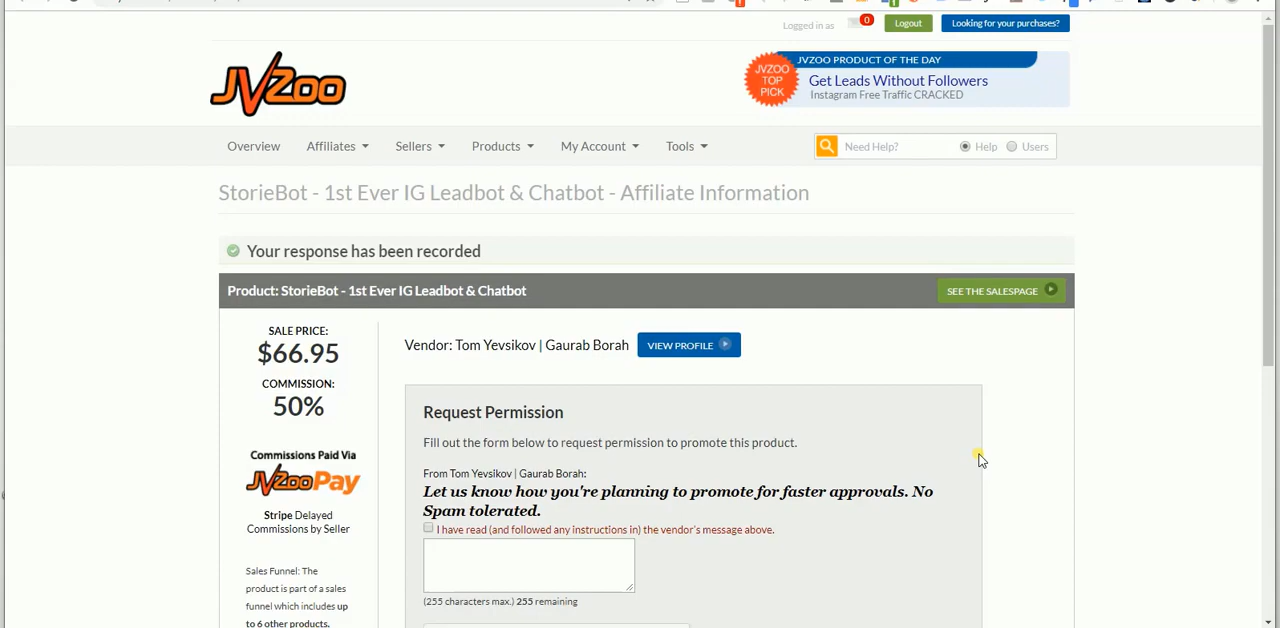 Logged in as
0
Logout
Looking for your purchases?
JVZoo
JVZOO TOP PICK
JVZOO PRODUCT OF THE DAY
Get Leads Without Followers
Instagram Free Traffic CRACKED
Overview
Affiliates
Sellers
Products
My Account
Tools
Need Help?
Help
Users
StorieBot - 1st Ever IG Leadbot & Chatbot - Affiliate Information
Your response has been recorded
Product: StorieBot - 1st Ever IG Leadbot & Chatbot
SEE THE SALESPAGE
SALE PRICE:
$66.95
COMMISSION:
50%
Commissions Paid Via
JVZooPay
Stripe Delayed
Commissions by Seller
Sales Funnel: The
product is part of a sales
funnel which includes up
to 6 other products.
Vendor: Tom Yevsikov | Gaurab Borah
VIEW PROFILE
Request Permission
Fill out the form below to request permission to promote this product.
From Tom Yevsikov | Gaurab Borah:
Let us know how you're planning to promote for faster approvals. No
Spam tolerated.
I have read (and followed any instructions in) the vendor's message above.
(255 characters max.) 255 remaining